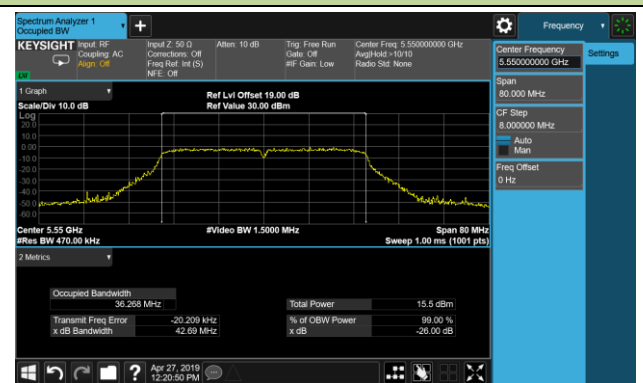 Spectrum Analyzer 1
Occupied BW
+
Frequency
KEYSIGHT
Input: RF
Coupling: AC
Align: Off
Input Z: 50 Ω
Corrections: Off
Freq Ref: Int (S)
NFE: Off
Atten: 10 dB
Trig: Free Run
Gate: Off
#IF Gain: Low
Center Freq: 5.550000000 GHz
Avg|Hold:>10/10
Radio Std: None
Center Frequency
5.550000000 GHz
Settings
Span
80.000 MHz
CF Step
8.000000 MHz
Auto
Man
Freq Offset
0 Hz
1 Graph
Scale/Div 10.0 dB
Ref Lvl Offset 19.00 dB
Ref Value 30.00 dBm
Log
20.0
10.0
0.00
-10.0
-20.0
-30.0
-40.0
-50.0
-60.0
Center 5.55 GHz
#Res BW 470.00 kHz
#Video BW 1.5000 MHz
Span 80 MHz
Sweep 1.00 ms (1001 pts)
2 Metrics
Occupied Bandwidth
36.268 MHz
Total Power 15.5 dBm
Transmit Freq Error -20.209 kHz
% of OBW Power 99.00 %
x dB Bandwidth 42.69 MHz
x dB -26.00 dB
?
Apr 27, 2019
12:20:50 PM